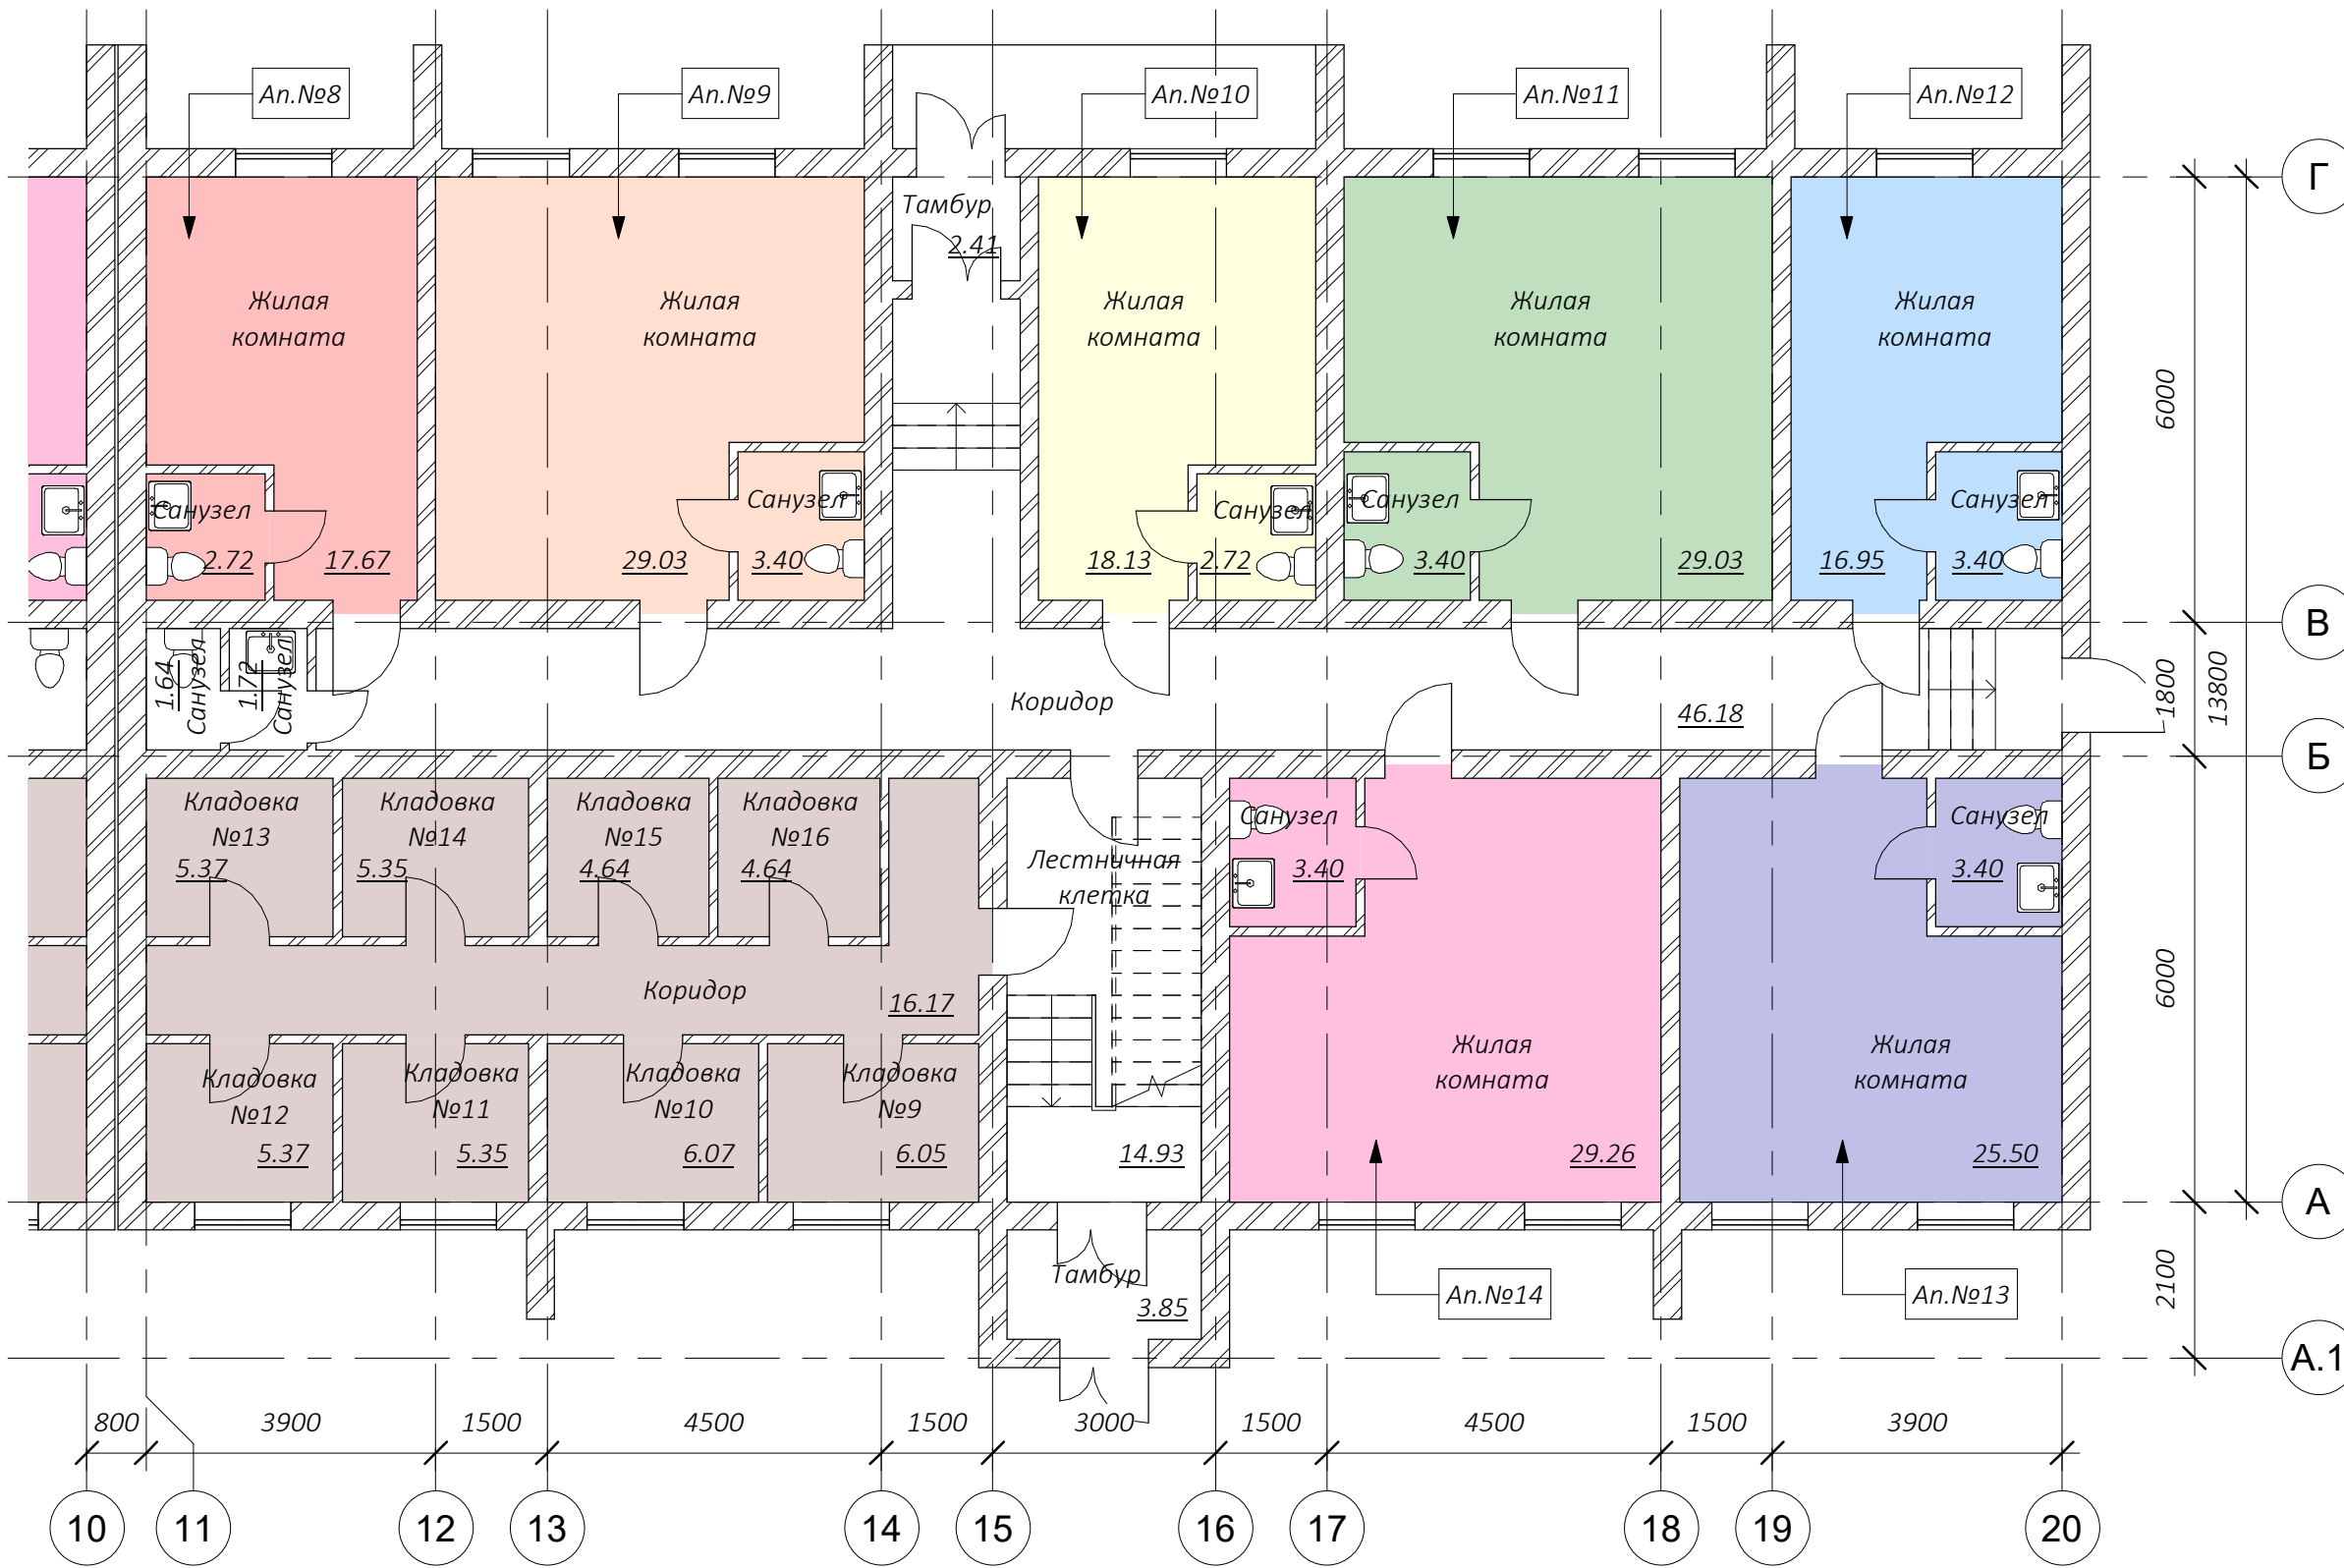 Ап.№8
Ап.№9
Ап.№10
Ап.№11
Ап.№12
Г
Тамбур
2.41
Жилая
комната
Жилая
комната
Жилая
комната
Жилая
комната
Жилая
комната
6000
Санузел
2.72
17.67
29.03
Санузел
3.40
18.13
Санузел
2.72
Санузел
3.40
29.03
16.95
Санузел
3.40
В
1.64
Санузел
1.72
Санузел
Коридор
46.18
1800
13800
Б
Кладовка
№13
5.37
Кладовка
№14
5.35
Кладовка
№15
4.64
Кладовка
№16
4.64
Лестничная
клетка
Санузел
3.40
Санузел
3.40
Коридор
16.17
6000
Кладовка
№12
5.37
Кладовка
№11
5.35
Кладовка
№10
6.07
Кладовка
№9
6.05
14.93
Жилая
комната
29.26
Жилая
комната
25.50
А
Тамбур
3.85
Ап.№14
Ап.№13
2100
А.1
800
3900
1500
4500
1500
3000
1500
4500
1500
3900
10
11
12
13
14
15
16
17
18
19
20